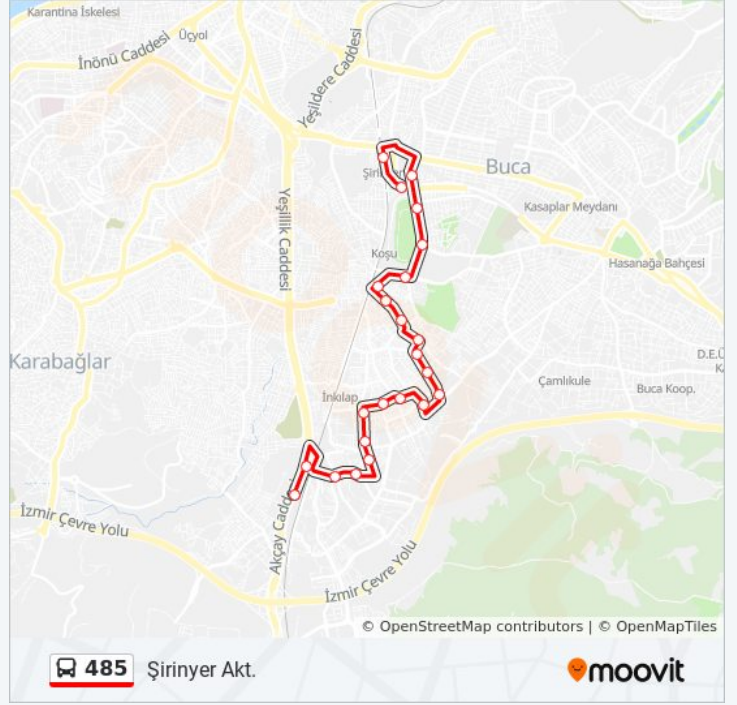 Karantina İskelesi
Üçyol
İnönü Caddesi
Yeşildere Caddesi
Buca
Yeşillik Caddesi
Kasaplar Meydanı
Koşu
Hasanağa Bahçesi
Karabağlar
D.E.Ü
Çamlıkule
Buca Koop.
İnkılap
İzmir Çevre Yolu
Akçay Caddesi
İzmir Çevre Yolu
© OpenStreetMap contributors | © OpenMapTiles
485 Şirinyer Akt.
moovit